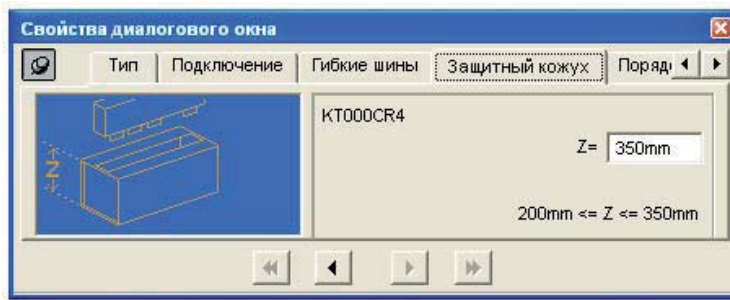 Свойства диалогового окна
Тип Подключение Гибкие шины Защитный кожух Поряд
KT000CR4
Z
Z= 350mm
200mm <= Z <= 350mm